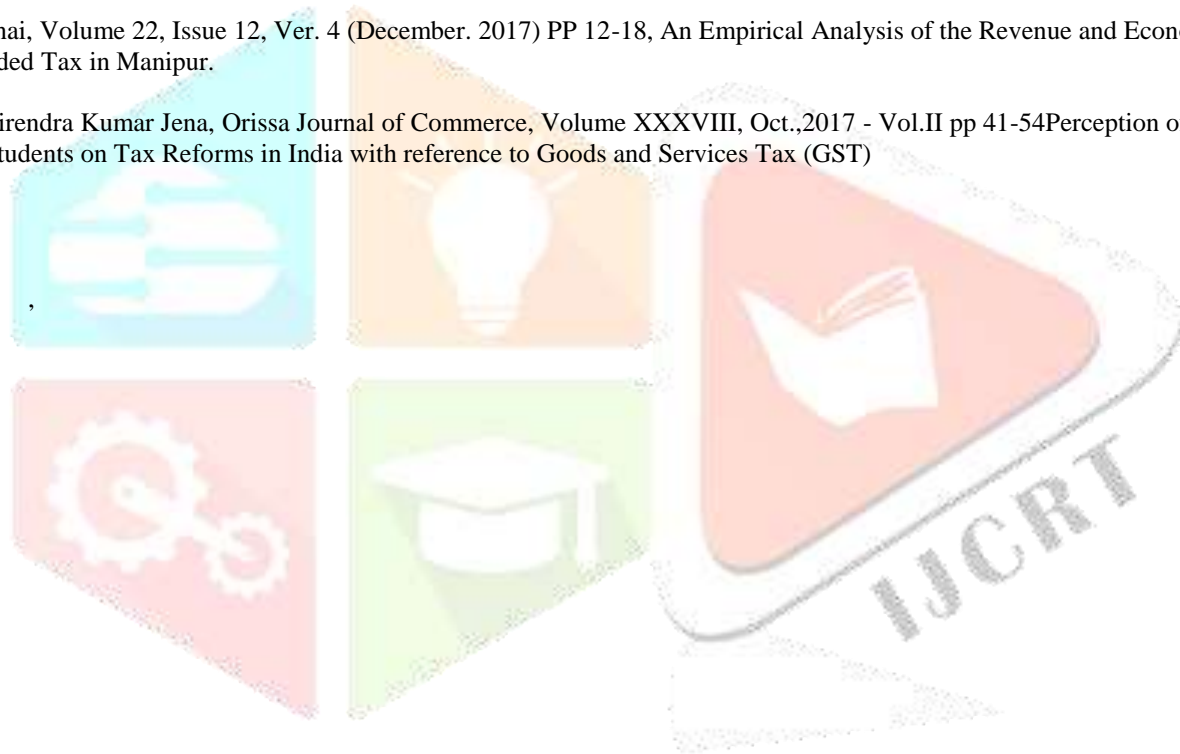 nai, Volume 22, Issue 12, Ver. 4 (December. 2017) PP 12-18, An Empirical Analysis of the Revenue and Econo
ded Tax in Manipur.
irendra Kumar Jena, Orissa Journal of Commerce, Volume XXXVIII, Oct.,2017 - Vol.II pp 41-54Perception o
tudents on Tax Reforms in India with reference to Goods and Services Tax (GST)
,
IJCRT